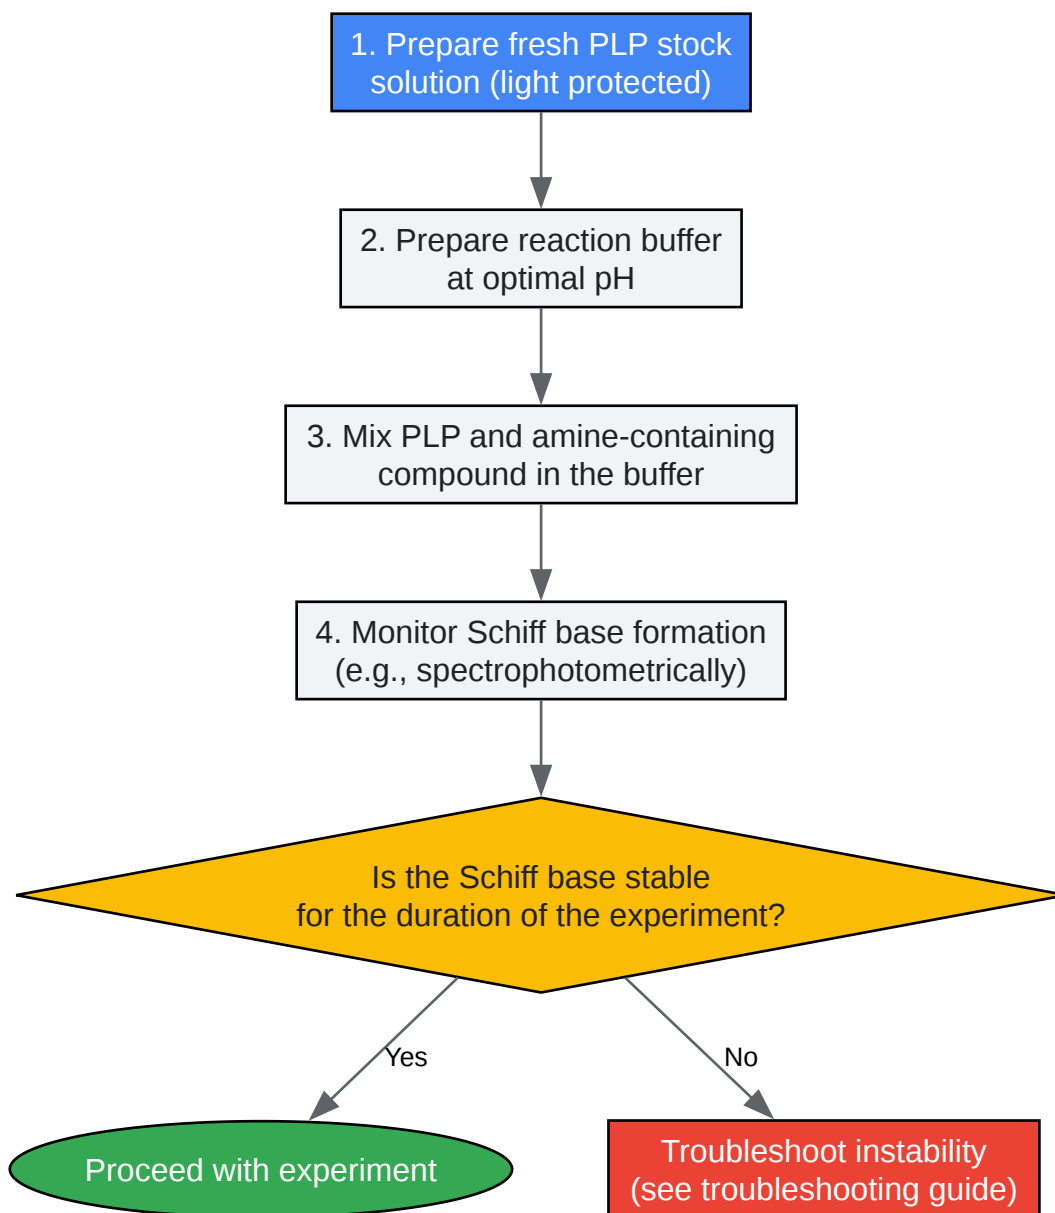 1. Prepare fresh PLP stock
solution (light protected)
2. Prepare reaction buffer
at optimal pH
3. Mix PLP and amine-containing
compound in the buffer
4. Monitor Schiff base formation
(e.g., spectrophotometrically)
Is the Schiff base stable
for the duration of the experiment?
Yes
No
Proceed with experiment
Troubleshoot instability
(see troubleshooting guide)